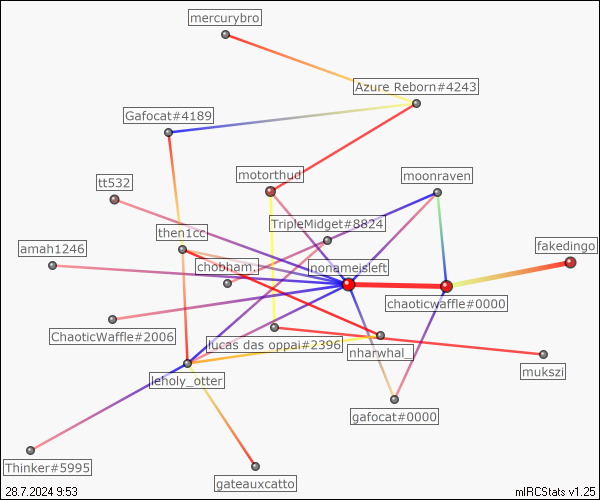 mercurybro
Azure Reborn#4243
Gafocat#4189
motorthud
moonraven
tt532
TripleMidget#8824
then1cc
fakedingo
amah1246
chobham.
nonameisleft
chaoticwaffle#0000
ChaoticWaffle#2006
lucas das oppai#2396
nharwhal_
mukszi
leholy_otter
gafocat#0000
Thinker#5995
gateauxcatto
28.7.2024 9:53
mIRCStats v1.25